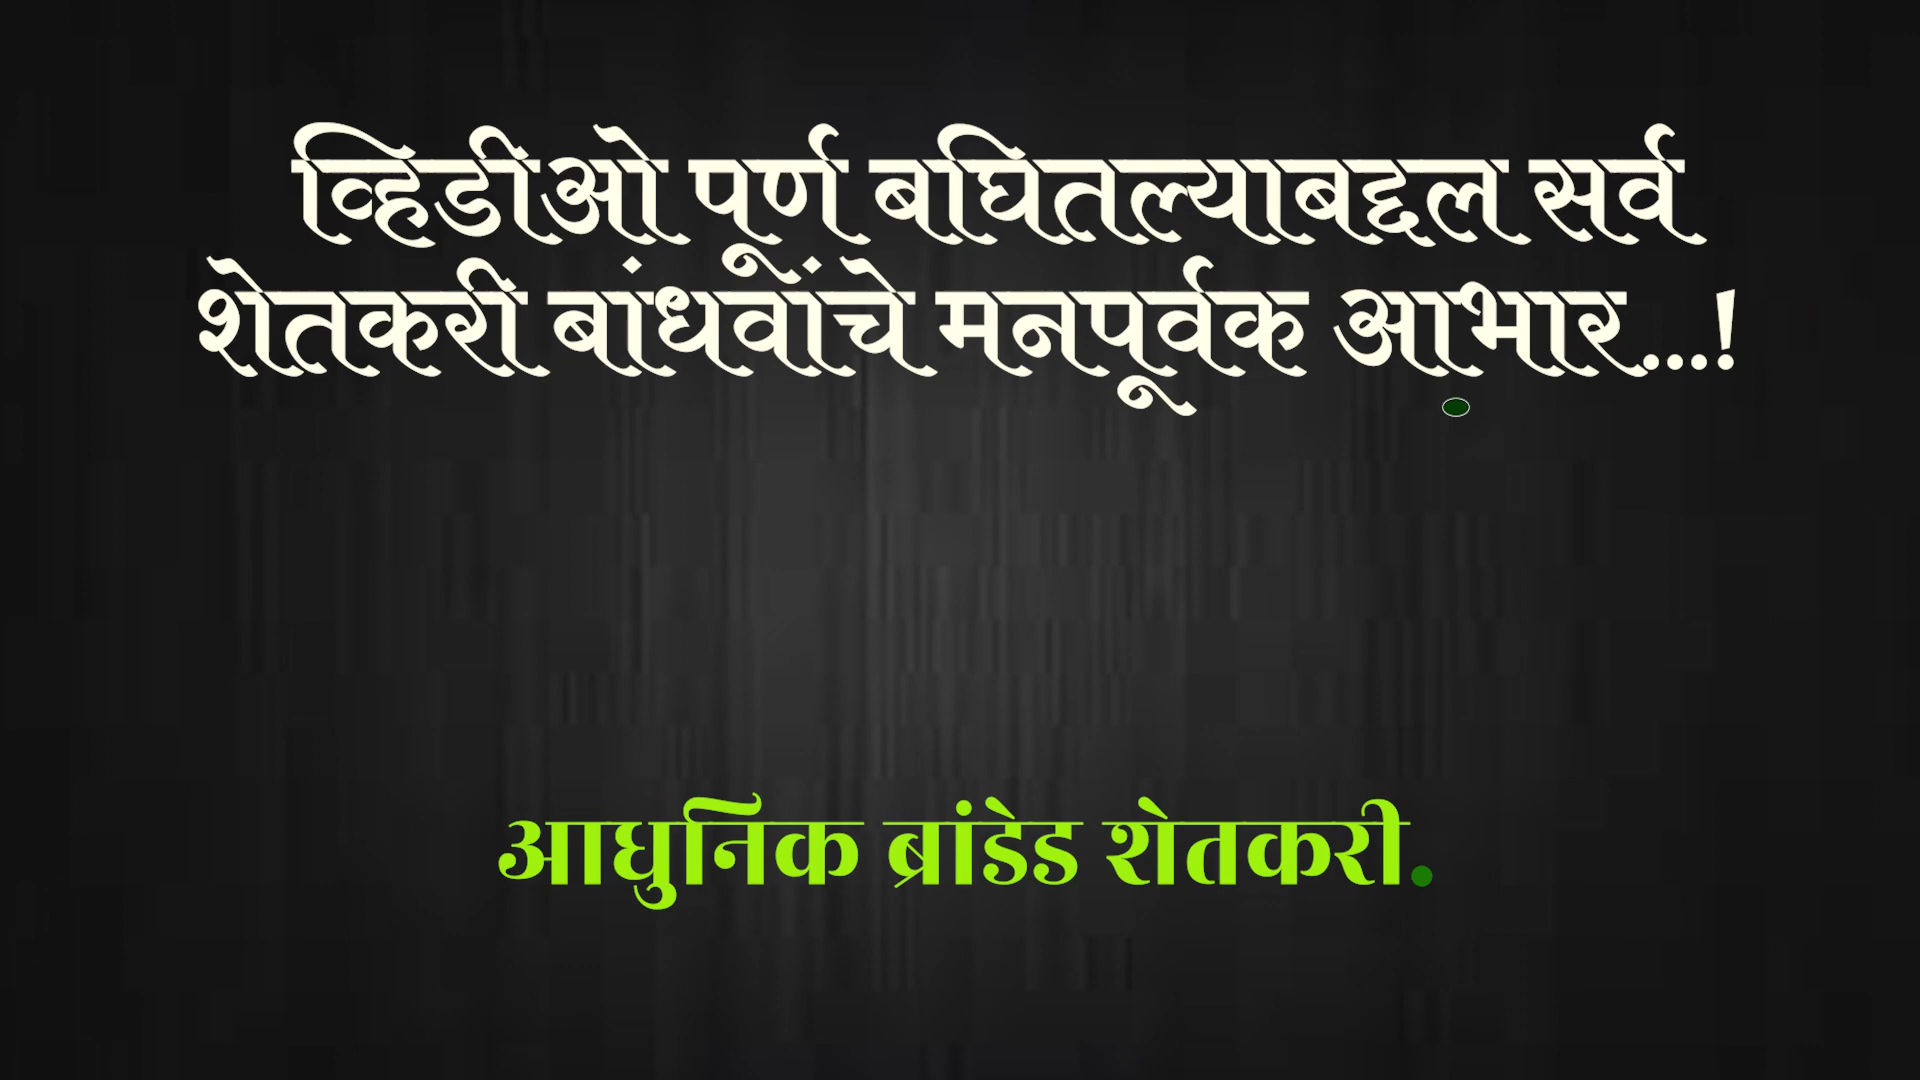 व्हिडीओ पूर्ण बघितल्याबद्दल सर्व
शेतकरी बांधवांचे मनपूर्वक आभार...!
आधुनिक ब्रांडेड शेतकरी.